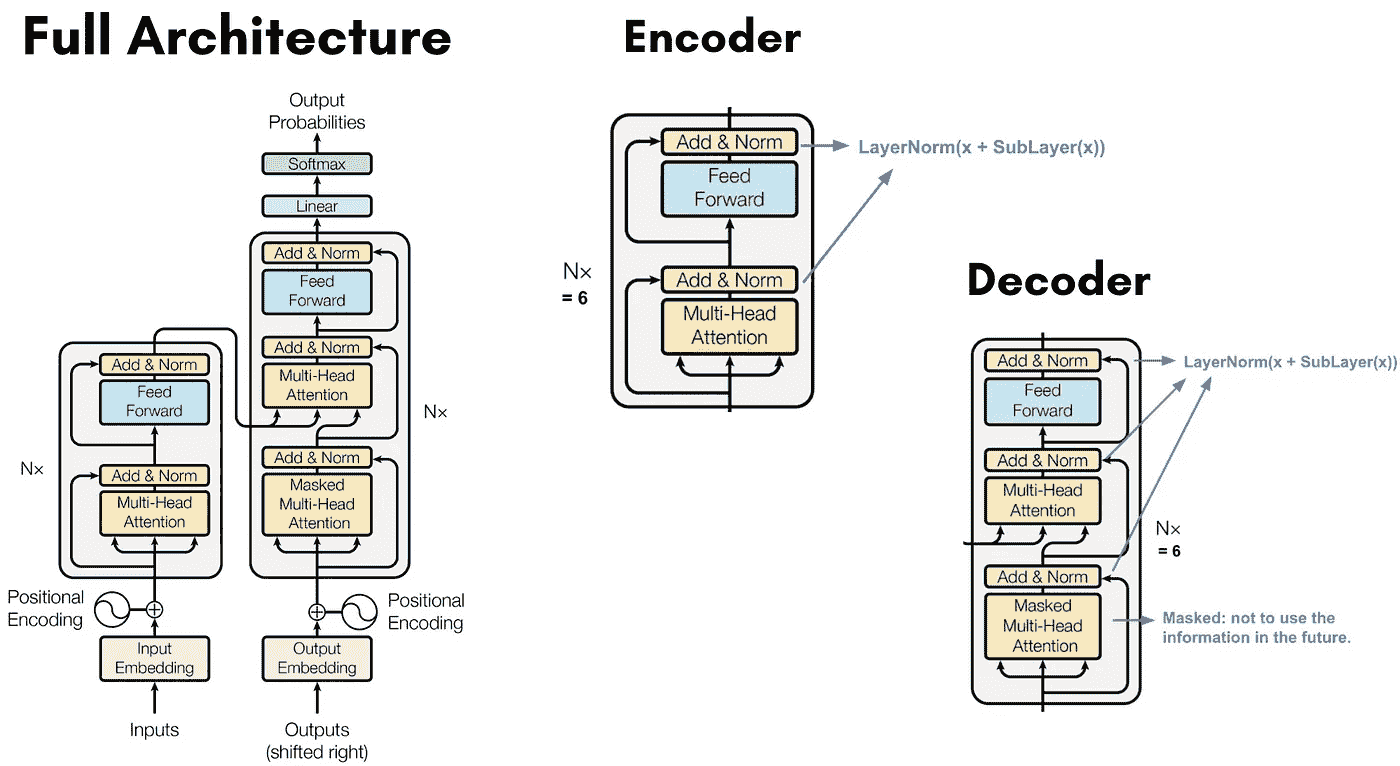 Full Architecture
Output
Probabilities
Softmax
Linear
Add & Norm
Feed
Forward
Add & Norm
Multi-Head
Attention
Add & Norm
Masked
Multi-Head
Attention
Nx
Add & Norm
Feed
Forward
Add & Norm
Multi-Head
Attention
Nx
Positional
Encoding
Positional
Encoding
Input
Embedding
Output
Embedding
Inputs
Outputs
(shifted right)
Encoder
Add & Norm
Feed
Forward
Add & Norm
Multi-Head
Attention
Nx
= 6
LayerNorm(x + SubLayer(x))
Decoder
Add & Norm
Feed
Forward
Add & Norm
Multi-Head
Attention
Add & Norm
Masked
Multi-Head
Attention
Nx
= 6
LayerNorm(x + SubLayer(x))
Masked: not to use the
information in the future.